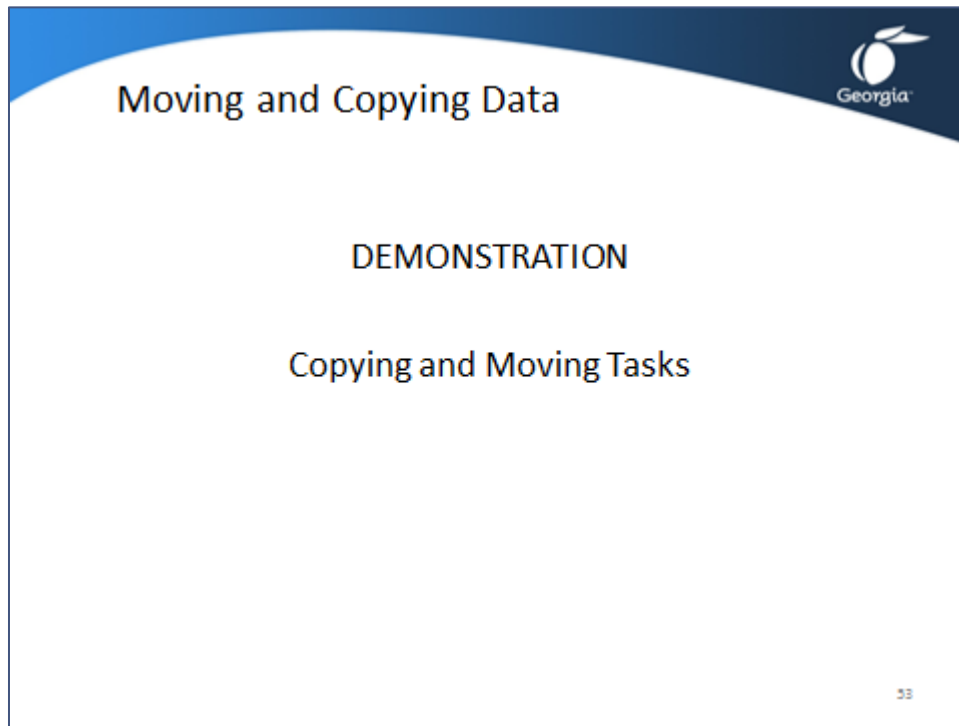 Georgia
Moving and Copying Data
DEMONSTRATION
Copying and Moving Tasks
53